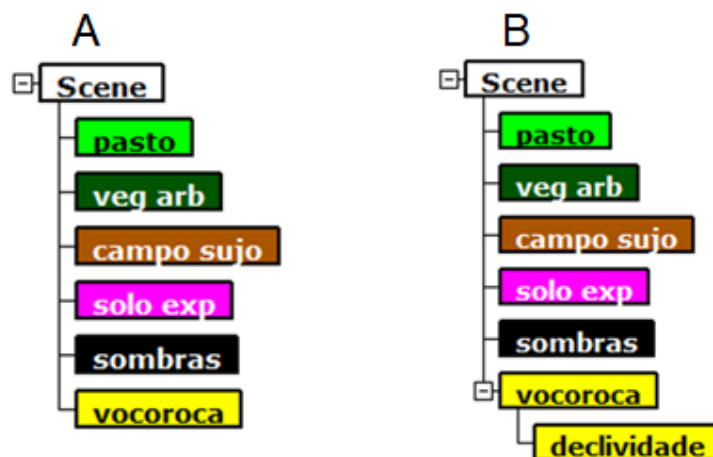 A
Scene
pasto
veg arb
campo sujo
solo exp
sombras
vocoroca
B
Scene
pasto
veg arb
campo sujo
solo exp
sombras
vocoroca
declividade